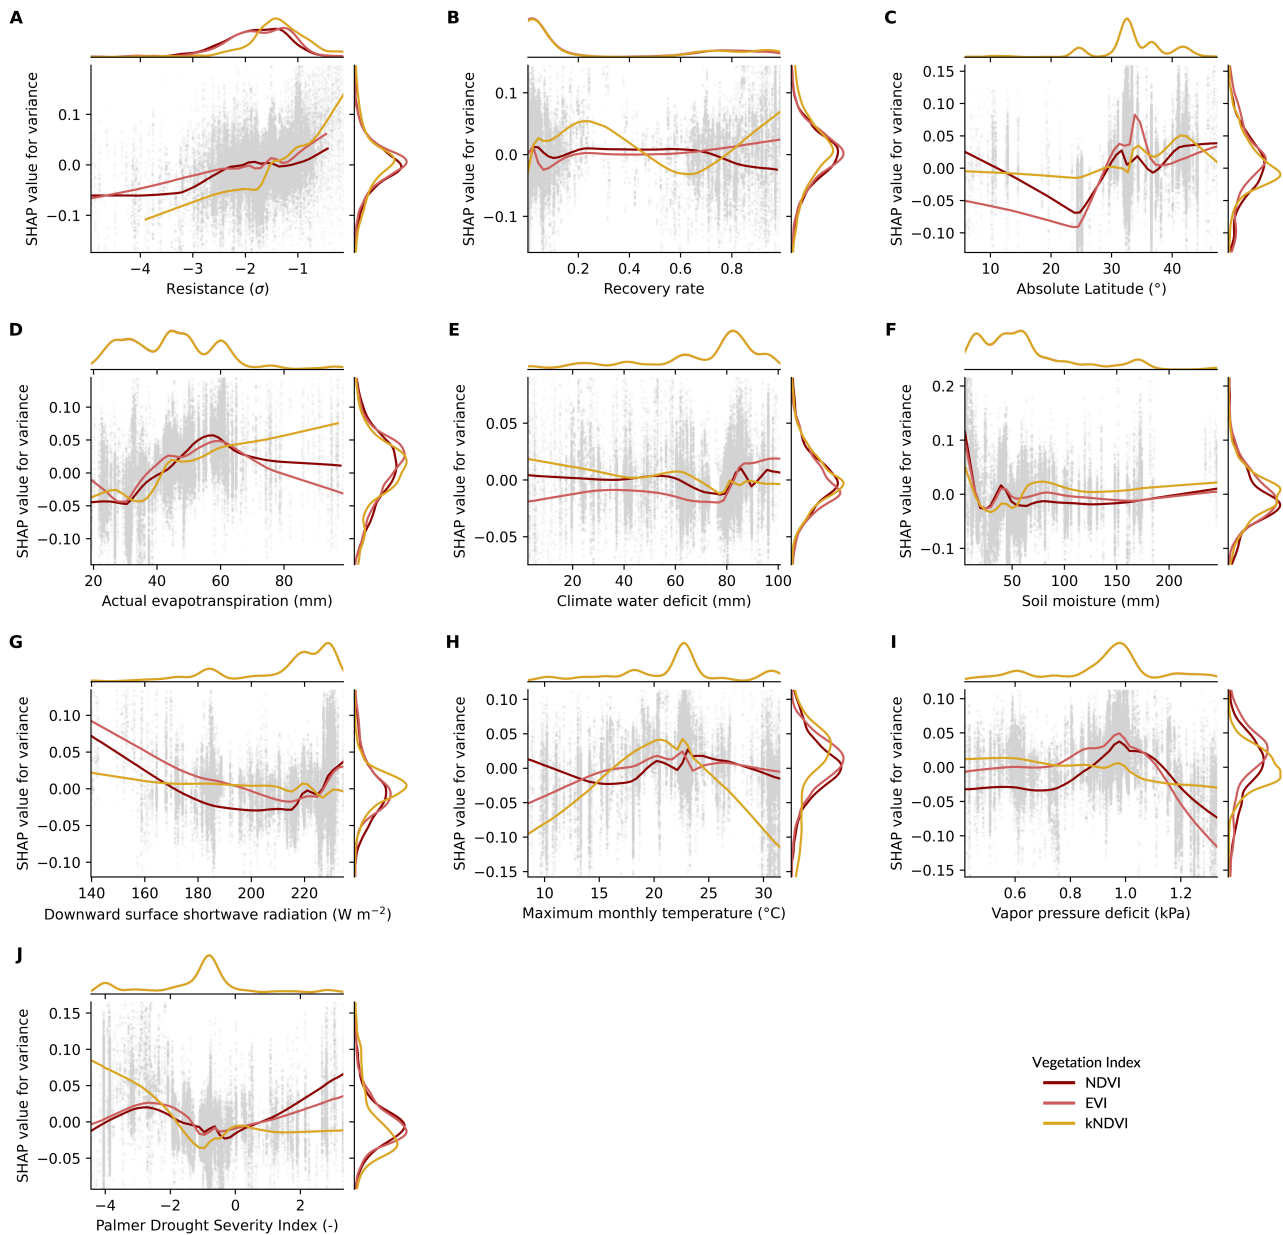 A
SHAP value for variance
0.1
0.0
−0.1
−4 −3 −2 −1
Resistance (σ)
B
SHAP value for variance
0.1
0.0
−0.1
0.2 0.4 0.6 0.8
Recovery rate
C
SHAP value for variance
0.15
0.10
0.05
0.00
−0.05
−0.10
10 20 30 40
Absolute Latitude (°)
D
SHAP value for variance
0.10
0.05
0.00
−0.05
−0.10
20 40 60 80
Actual evapotranspiration (mm)
E
SHAP value for variance
0.05
0.00
−0.05
20 40 60 80 100
Climate water deficit (mm)
F
SHAP value for variance
0.2
0.1
0.0
−0.1
50 100 150 200
Soil moisture (mm)
G
SHAP value for variance
0.10
0.05
0.00
−0.05
−0.10
140 160 180 200 220
Downward surface shortwave radiation (W m⁻²)
H
SHAP value for variance
0.10
0.05
0.00
−0.05
−0.10
−0.15
10 15 20 25 30
Maximum monthly temperature (°C)
I
SHAP value for variance
0.10
0.05
0.00
−0.05
−0.10
−0.15
0.6 0.8 1.0 1.2
Vapor pressure deficit (kPa)
J
SHAP value for variance
0.15
0.10
0.05
0.00
−0.05
−4 −2 0 2
Palmer Drought Severity Index (-)
Vegetation Index
NDVI
EVI
kNDVI